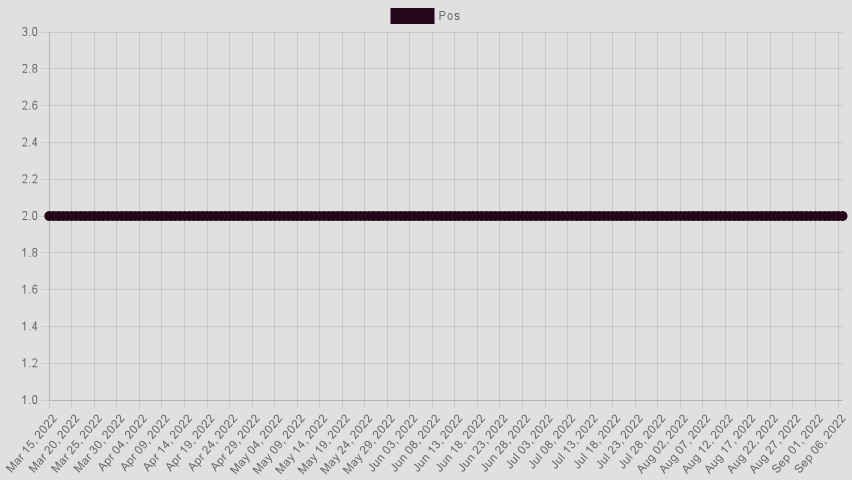 Pos
3.0
2.8
2.6
2.4
2.2
2.0
1.8
1.6
1.4
1.2
1.0
Mar 15, 2022
Mar 20, 2022
Mar 25, 2022
Mar 30, 2022
Apr 04, 2022
Apr 09, 2022
Apr 14, 2022
Apr 19, 2022
Apr 24, 2022
Apr 29, 2022
May 04, 2022
May 09, 2022
May 14, 2022
May 19, 2022
May 24, 2022
May 29, 2022
Jun 03, 2022
Jun 08, 2022
Jun 13, 2022
Jun 18, 2022
Jun 23, 2022
Jun 28, 2022
Jul 03, 2022
Jul 08, 2022
Jul 13, 2022
Jul 18, 2022
Jul 23, 2022
Jul 28, 2022
Aug 02, 2022
Aug 07, 2022
Aug 12, 2022
Aug 17, 2022
Aug 22, 2022
Aug 27, 2022
Sep 01, 2022
Sep 06, 2022